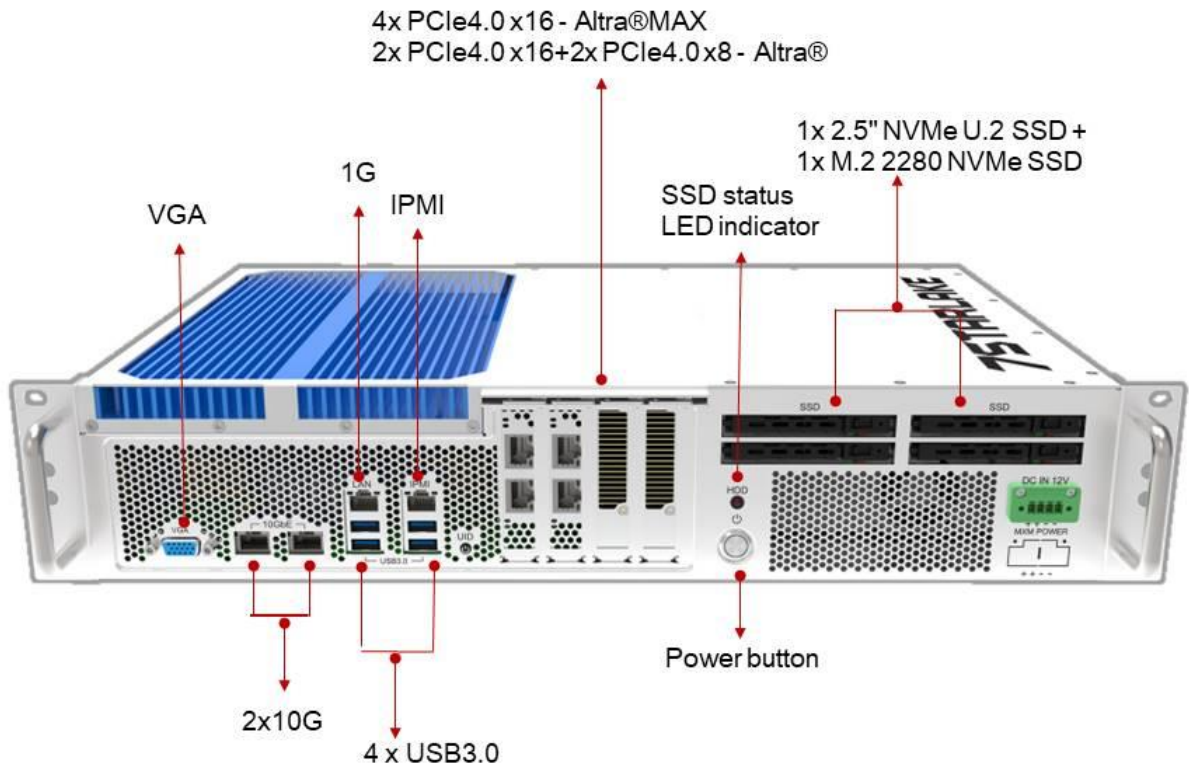 4x PCIe4.0 x16 - Altra®MAX
2x PCIe4.0 x16+2x PCIe4.0 x8 - Altra®
1x 2.5" NVMe U.2 SSD +
1x M.2 2280 NVMe SSD
1G
SSD status
LED indicator
VGA
IPMI
7STARLAKE
SSD
SSD
LAN
IPMI
HDD
DC IN 12V
VGA
10GbE
UID
MXM POWER
USB3.0
+ + - -
Power button
2x10G
4 x USB3.0